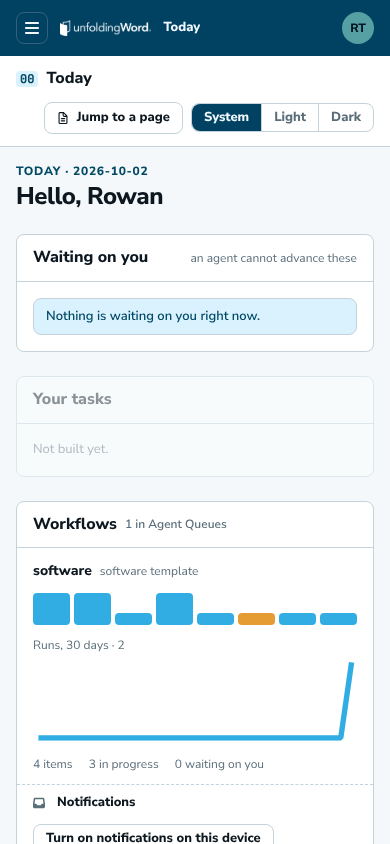 unfoldingWord. Today RT
00 Today
Jump to a page System Light Dark
TODAY · 2026-10-02
Hello, Rowan
Waiting on you an agent cannot advance these
Nothing is waiting on you right now.
Your tasks
Not built yet.
Workflows 1 in Agent Queues
software software template
Runs, 30 days · 2
4 items 3 in progress 0 waiting on you
Notifications
Turn on notifications on this device